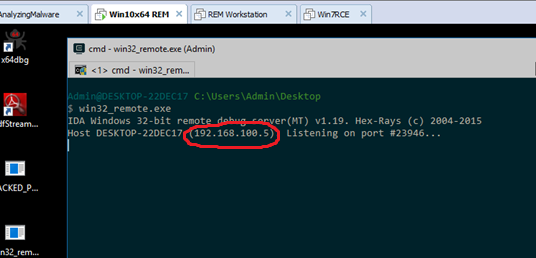 AnalyzingMalware
Win10x64 REM
REM Workstation
Win7RCE
cmd - win32_remote.exe (Admin)
<1> cmd - win32_rem...
x64dbg
Admin@DESKTOP-22DEC17 C:\Users\Admin\Desktop
$ win32_remote.exe
IDA Windows 32-bit remote debug server(MT) v1.19. Hex-Rays (c) 2004-2015
Host DESKTOP-22DEC17 (192.168.100.5) Listening on port #23946...
dfStream...
ACKED_P...
n32_rem...